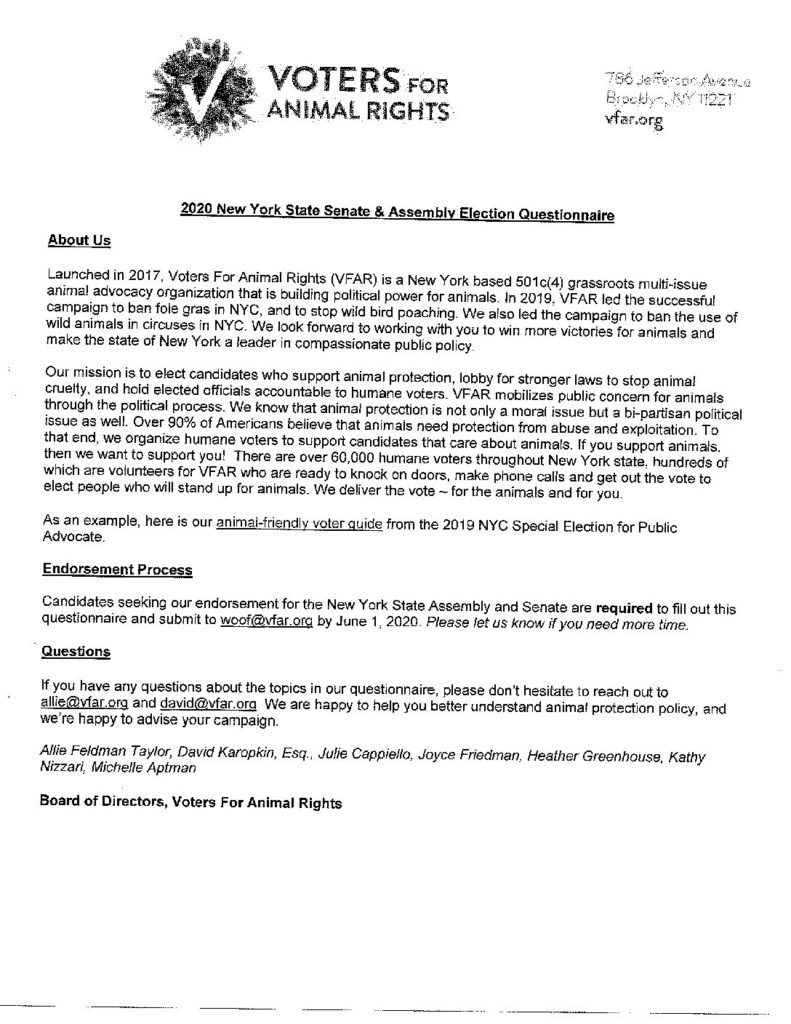 VOTERS FOR
ANIMAL RIGHTS
786 Jefferson Avenue
Brooklyn, NY 11221
vfar.org
2020 New York State Senate & Assembly Election Questionnaire
About Us
Launched in 2017, Voters For Animal Rights (VFAR) is a New York based 501c(4) grassroots multi-issue
animal advocacy organization that is building political power for animals. In 2019, VFAR led the successful
campaign to ban foie gras in NYC, and to stop wild bird poaching. We also led the campaign to ban the use of
wild animals in circuses in NYC. We look forward to working with you to win more victories for animals and
make the state of New York a leader in compassionate public policy.
Our mission is to elect candidates who support animal protection, lobby for stronger laws to stop animal
cruelty, and hold elected officials accountable to humane voters. VFAR mobilizes public concern for animals
through the political process. We know that animal protection is not only a moral issue but a bi-partisan political
issue as well. Over 90% of Americans believe that animals need protection from abuse and exploitation. To
that end, we organize humane voters to support candidates that care about animals. If you support animals,
then we want to support you! There are over 60,000 humane voters throughout New York state, hundreds of
which are volunteers for VFAR who are ready to knock on doors, make phone calls and get out the vote to
elect people who will stand up for animals. We deliver the vote – for the animals and for you.
As an example, here is our animal-friendly voter guide from the 2019 NYC Special Election for Public
Advocate.
Endorsement Process
Candidates seeking our endorsement for the New York State Assembly and Senate are required to fill out this
questionnaire and submit to woof@vfar.org by June 1, 2020. Please let us know if you need more time.
Questions
If you have any questions about the topics in our questionnaire, please don't hesitate to reach out to
allie@vfar.org and david@vfar.org We are happy to help you better understand animal protection policy, and
we're happy to advise your campaign.
Allie Feldman Taylor, David Karopkin, Esq., Julie Cappiello, Joyce Friedman, Heather Greenhouse, Kathy
Nizzari, Michelle Aptman
Board of Directors, Voters For Animal Rights